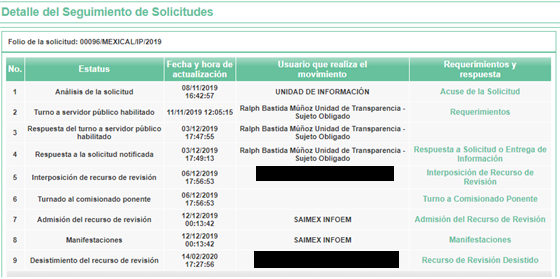 Detalle del Seguimiento de Solicitudes
Folio de la solicitud: 00096/MEXICAL/IP/2019
No. Estatus Fecha y hora de actualización Usuario que realiza el movimiento Requerimientos y respuesta
1 Análisis de la solicitud 08/11/2019 16:42:57 UNIDAD DE INFORMACIÓN Acuse de la Solicitud
2 Turno a servidor público habilitado 11/11/2019 12:05:15 Ralph Bastida Múñoz Unidad de Transparencia - Sujeto Obligado Requerimientos
3 Respuesta del turno a servidor público habilitado 03/12/2019 17:47:55 Ralph Bastida Múñoz Unidad de Transparencia - Sujeto Obligado
4 Respuesta a la solicitud notificada 03/12/2019 17:49:13 Ralph Bastida Múñoz Unidad de Transparencia - Sujeto Obligado Respuesta a Solicitud o Entrega de Información
5 Interposición de recurso de revisión 06/12/2019 17:56:53 Interposición de Recurso de Revisión
6 Turnado al comisionado ponente 06/12/2019 17:56:53 Turno a Comisionado Ponente
7 Admisión del recurso de revisión 12/12/2019 00:13:42 SAIMEX INFOEM Admisión del Recurso de Revisión
8 Manifestaciones 12/12/2019 00:13:42 SAIMEX INFOEM Manifestaciones
9 Desistimiento del recurso de revisión 14/02/2020 17:27:56 Recurso de Revisión Desistido